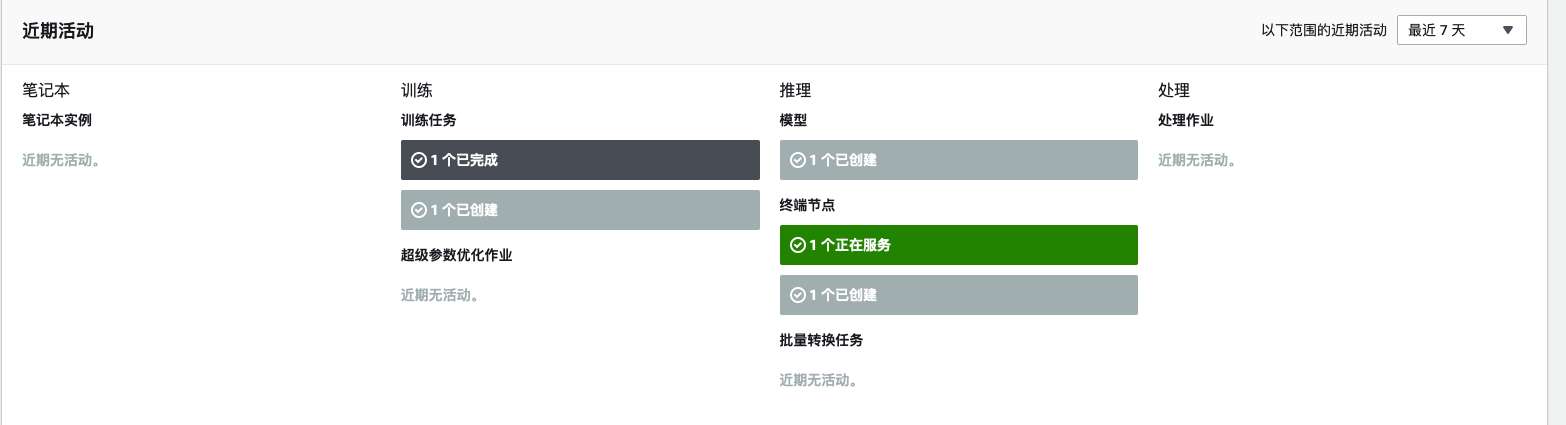 近期活动
以下范围的近期活动 最近 7 天
笔记本
笔记本实例
近期无活动。
训练
训练任务
1 个已完成
1 个已创建
超级参数优化作业
近期无活动。
推理
模型
1 个已创建
终端节点
1 个正在服务
1 个已创建
批量转换任务
近期无活动。
处理
处理作业
近期无活动。